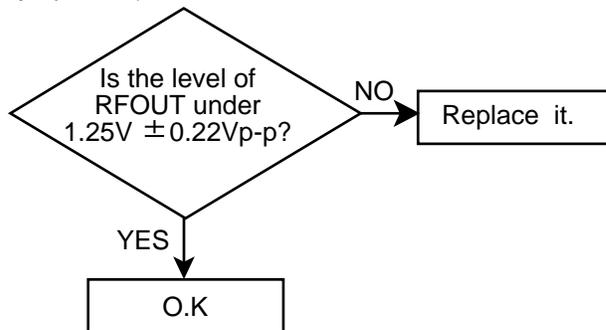 Is the level of
RFOUT under
1.25V ±0.22Vp-p?
NO
Replace it.
YES
O.K